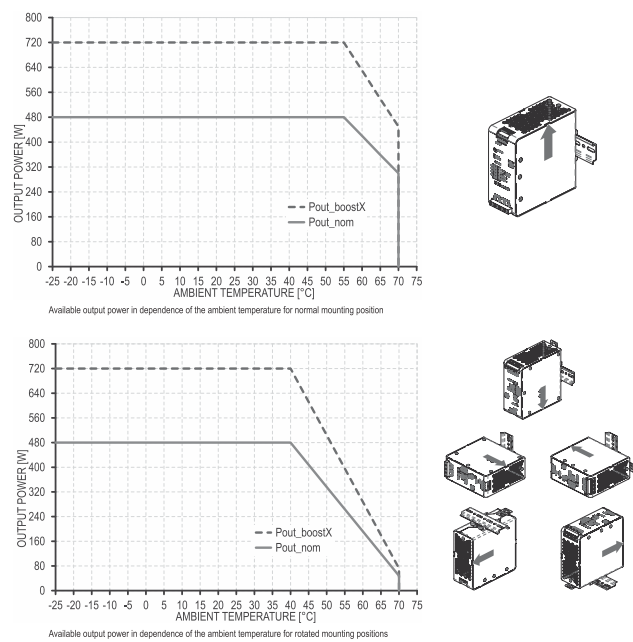 800
720
640
560
480
400
320
240
160
80
0
OUTPUT POWER [W]
Pout_boostX
Pout_nom
-25 -20 -15 -10 -5 0 5 10 15 20 25 30 35 40 45 50 55 60 65 70 75
AMBIENT TEMPERATURE [°C]
Available output power in dependence of the ambient temperature for normal mounting position
800
720
640
560
480
400
320
240
160
80
0
OUTPUT POWER [W]
Pout_boostX
Pout_nom
-25 -20 -15 -10 -5 0 5 10 15 20 25 30 35 40 45 50 55 60 65 70 75
AMBIENT TEMPERATURE [°C]
Available output power in dependence of the ambient temperature for rotated mounting positions